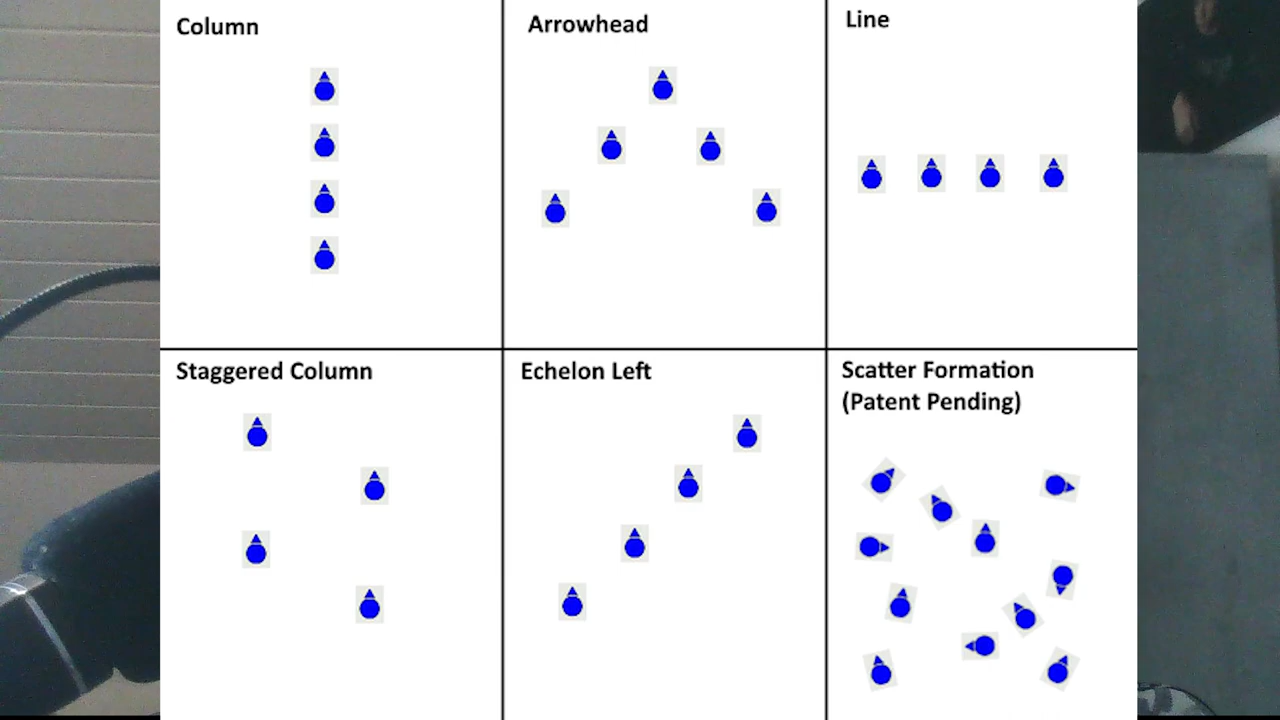 Column
Arrowhead
Line
Staggered Column
Echelon Left
Scatter Formation
(Patent Pending)